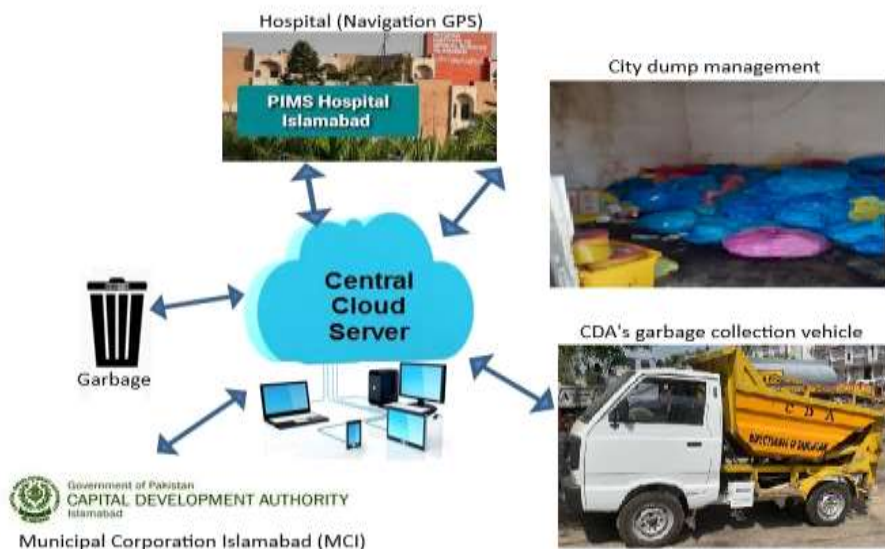 Hospital (Navigation GPS)
PIMS Hospital
Islamabad
City dump management
Central
Cloud
Server
Garbage
CDA's garbage collection vehicle
C D A
Government of Pakistan
CAPITAL DEVELOPMENT AUTHORITY
Islamabad
Municipal Corporation Islamabad (MCI)